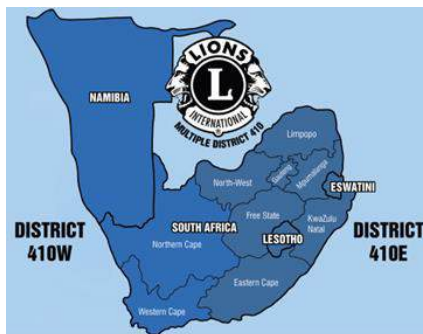 LIONS
L
INTERNATIONAL
®
MULTIPLE DISTRICT 410
NAMIBIA
Limpopo
North-West
Gauteng
Mpumalanga
ESWATINI
SOUTH AFRICA
Free State
KwaZulu
Natal
DISTRICT
410W
Northern Cape
LESOTHO
DISTRICT
410E
Eastern Cape
Western Cape